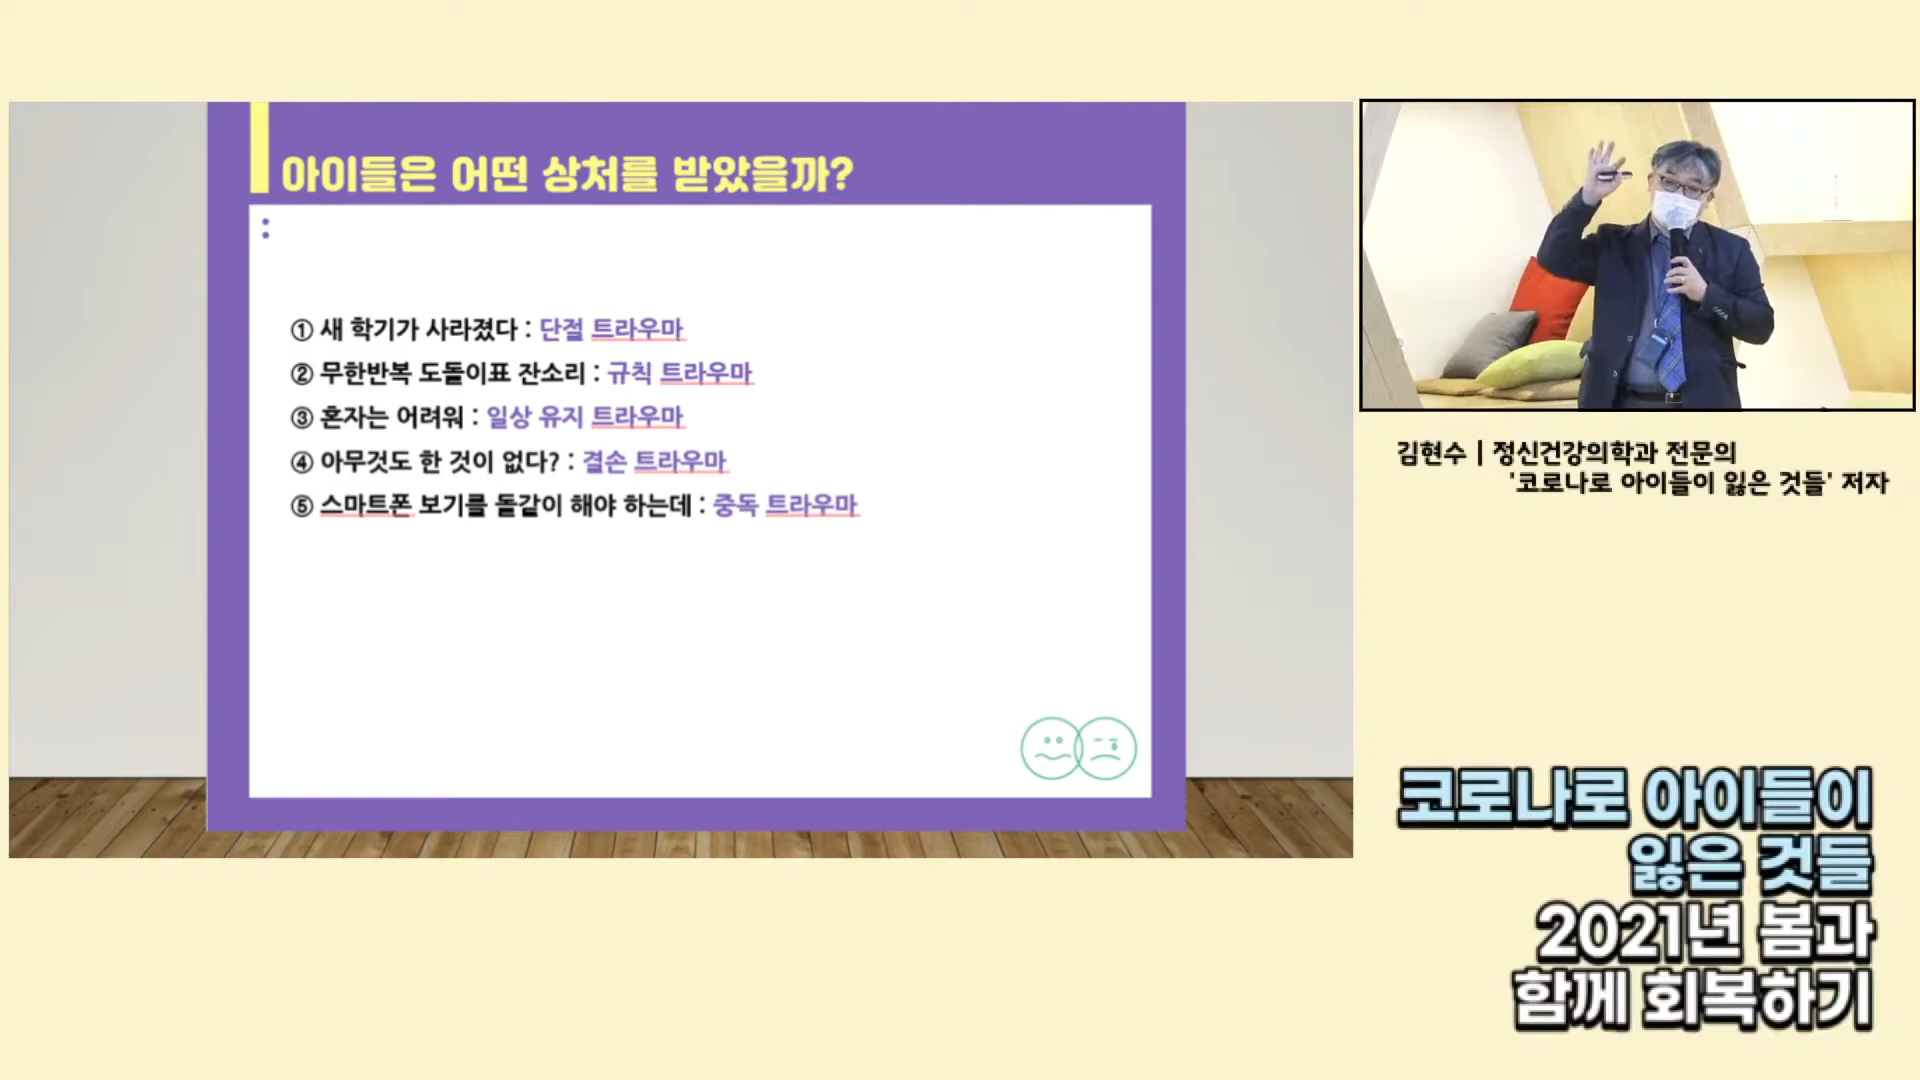 아이들은 어떤 상처를 받았을까?
:
① 새 학기가 사라졌다 : 단절 트라우마
② 무한반복 도돌이표 잔소리 : 규칙 트라우마
③ 혼자는 어려워 : 일상 유지 트라우마
④ 아무것도 한 것이 없다? : 결손 트라우마
⑤ 스마트폰 보기를 돌같이 해야 하는데 : 중독 트라우마
김현수 | 정신건강의학과 전문의
'코로나로 아이들이 잃은 것들' 저자
코로나로 아이들이
잃은 것들
2021년 봄과
함께 회복하기